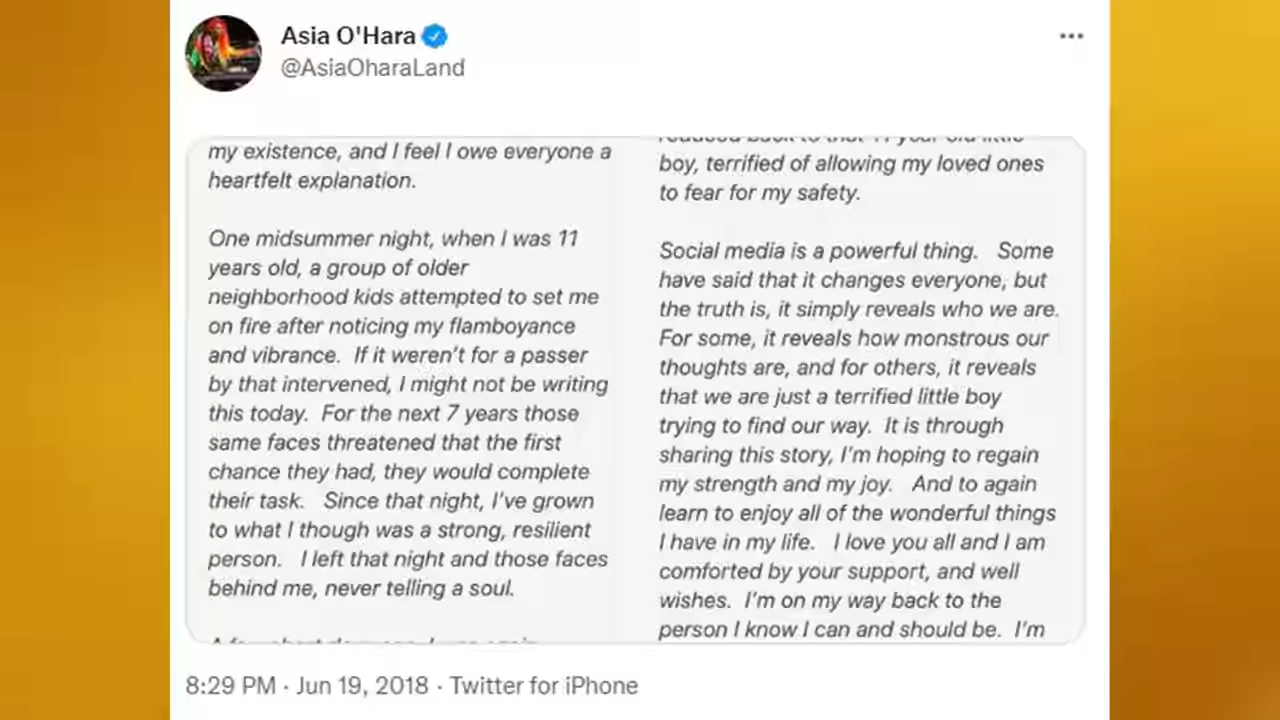 Asia O'Hara
@AsiaOharaLand
my existence, and I feel I owe everyone a
heartfelt explanation.
One midsummer night, when I was 11
years old, a group of older
neighborhood kids attempted to set me
on fire after noticing my flamboyance
and vibrance. If it weren't for a passer
by that intervened, I might not be writing
this today. For the next 7 years those
same faces threatened that the first
chance they had, they would complete
their task. Since that night, I've grown
to what I though was a strong, resilient
person. I left that night and those faces
behind me, never telling a soul.
boy, terrified of allowing my loved ones
to fear for my safety.
Social media is a powerful thing. Some
have said that it changes everyone, but
the truth is, it simply reveals who we are.
For some, it reveals how monstrous our
thoughts are, and for others, it reveals
that we are just a terrified little boy
trying to find our way. It is through
sharing this story, I'm hoping to regain
my strength and my joy. And to again
learn to enjoy all of the wonderful things
I have in my life. I love you all and I am
comforted by your support, and well
wishes. I'm on my way back to the
person I know I can and should be. I'm
8:29 PM · Jun 19, 2018 · Twitter for iPhone